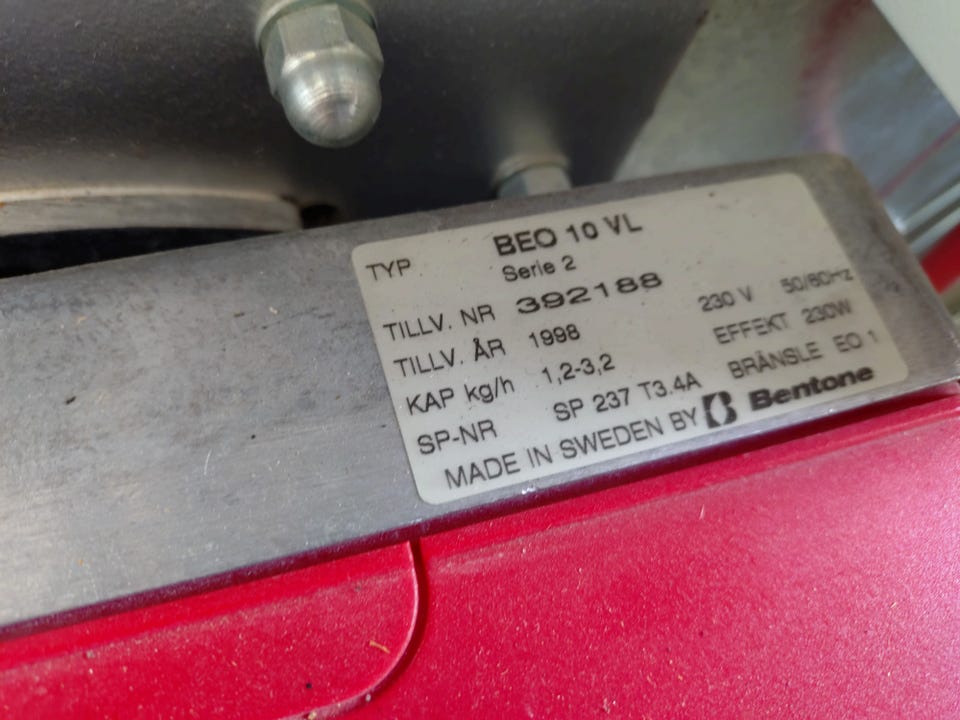 TYP BEO 10 VL
Serie 2
TILLV. NR 392188
TILLV. ÅR 1998 230 V 50/60Hz
KAP kg/h 1,2-3,2 EFFEKT 230W
SP-NR SP 237 T3.4A BRÄNSLE EO 1
MADE IN SWEDEN BY Bentone